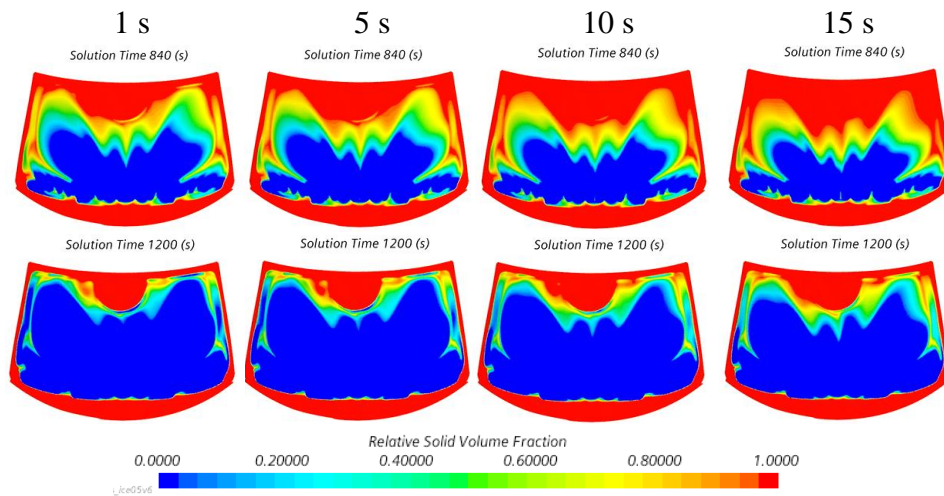 1 s 5 s 10 s 15 s
Solution Time 840 (s) Solution Time 840 (s) Solution Time 840 (s) Solution Time 840 (s)
Solution Time 1200 (s) Solution Time 1200 (s) Solution Time 1200 (s) Solution Time 1200 (s)
Relative Solid Volume Fraction
0.0000 0.20000 0.40000 0.60000 0.80000 1.0000